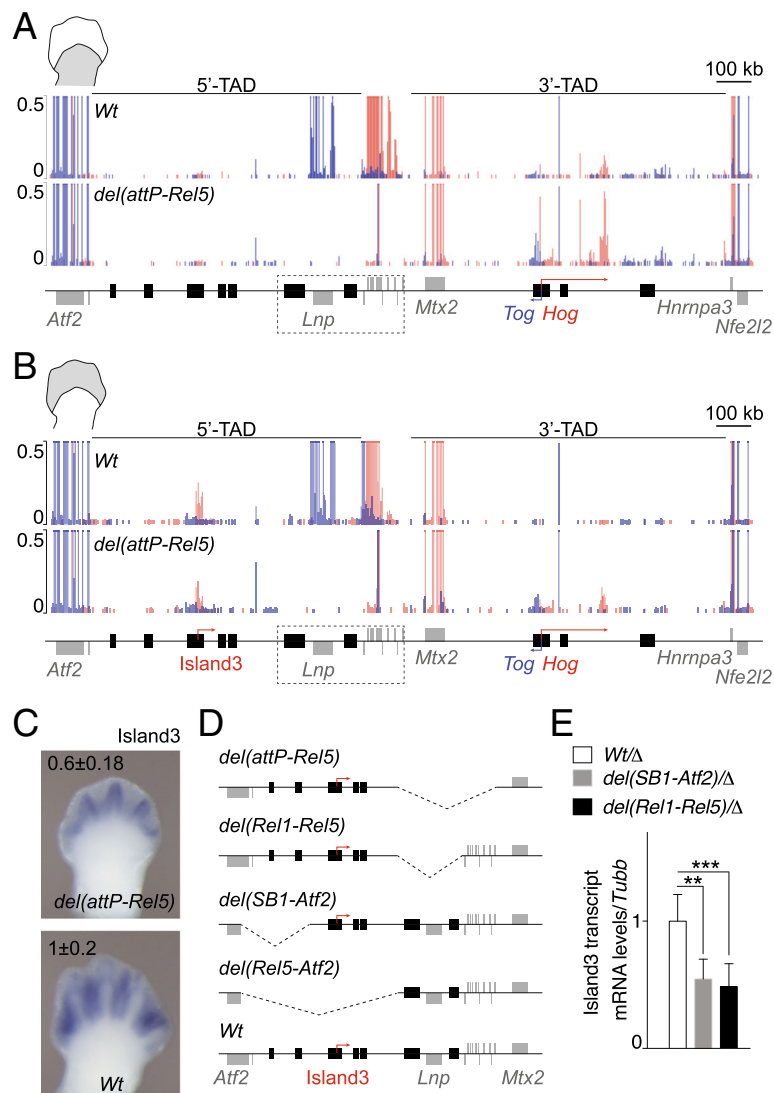 A
100 kb
5'-TAD
3'-TAD
0.5
Wt
0
del(attP-Rel5)
0.5
0
Atf2
Lnp
Mtx2
Tog
Hog
Hnrnpa3
Nfe2l2
B
100 kb
5'-TAD
3'-TAD
0.5
Wt
0
del(attP-Rel5)
0.5
0
Atf2
Island3
Lnp
Mtx2
Tog
Hog
Hnrnpa3
Nfe2l2
C
Island3
0.6±0.18
del(attP-Rel5)
1±0.2
Wt
D
del(attP-Rel5)
del(Rel1-Rel5)
del(SB1-Atf2)
del(Rel5-Atf2)
Wt
Atf2
Island3
Lnp
Mtx2
E
Wt/Δ
del(SB1-Atf2)/Δ
del(Rel1-Rel5)/Δ
Island3 transcript
mRNA levels/Tubb
1
0
***
**